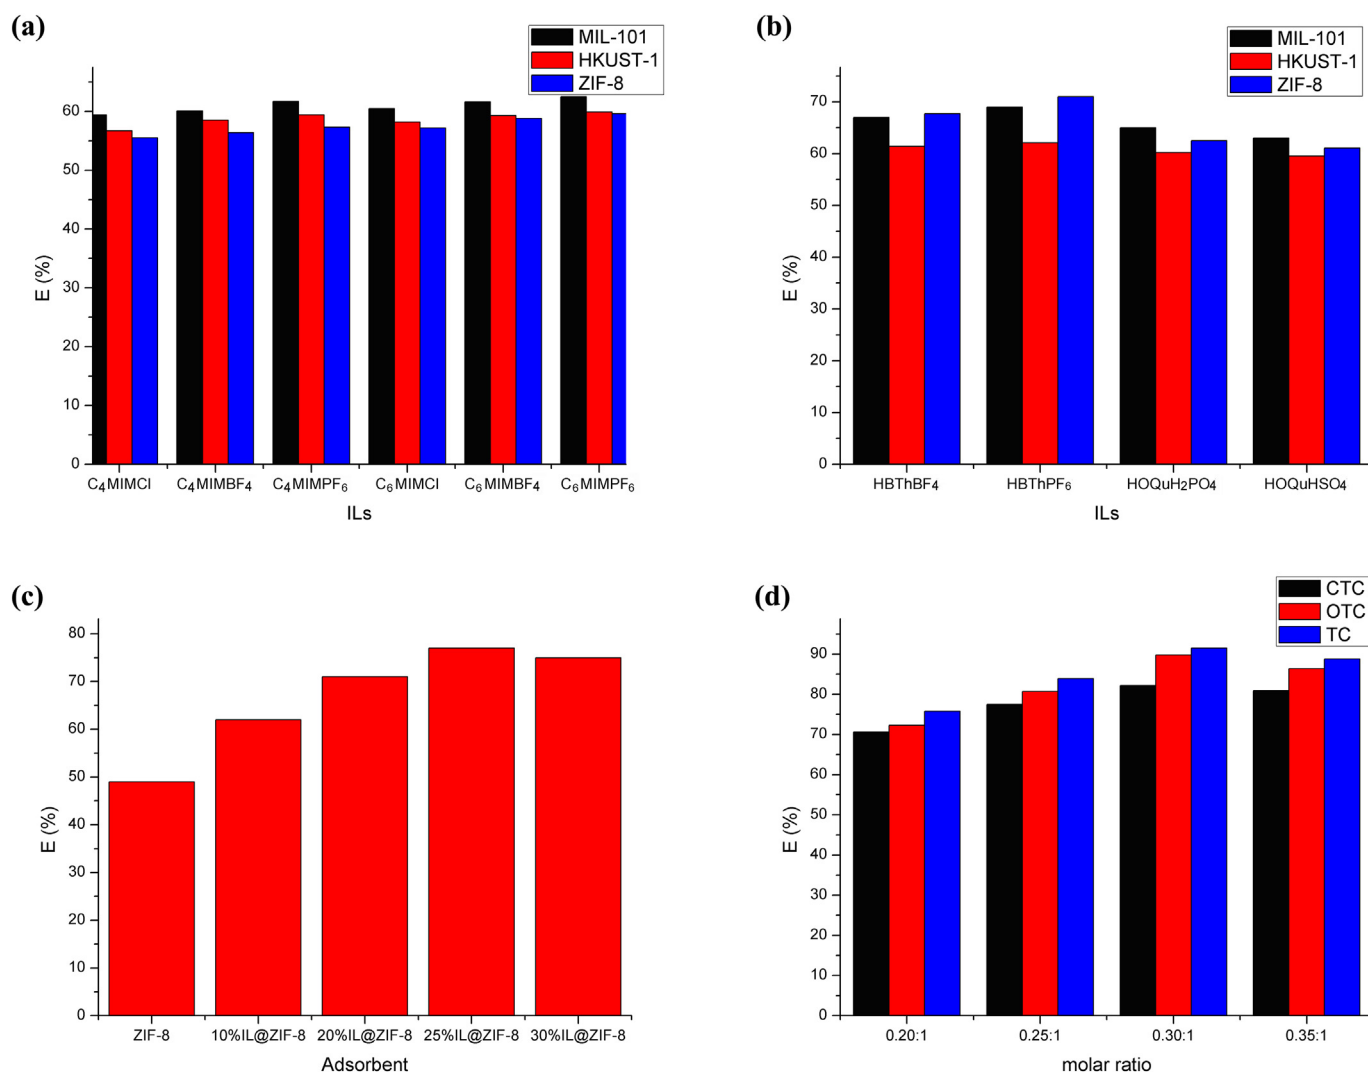 (a)
MIL-101
HKUST-1
ZIF-8
60
50
40
30
20
10
0
E (%)
C4MIMCl C4MIMBF4 C4MIMPF6 C6MIMCl C6MIMBF4 C6MIMPF6
ILs
(b)
MIL-101
HKUST-1
ZIF-8
70
60
50
40
30
20
10
0
E (%)
HBThBF4 HBThPF6 HOQuH2PO4 HOQuHSO4
ILs
(c)
80
70
60
50
40
30
20
10
0
E (%)
ZIF-8 10%IL@ZIF-8 20%IL@ZIF-8 25%IL@ZIF-8 30%IL@ZIF-8
Adsorbent
(d)
CTC
OTC
TC
90
80
70
60
50
40
30
20
10
0
E (%)
0.20:1 0.25:1 0.30:1 0.35:1
molar ratio